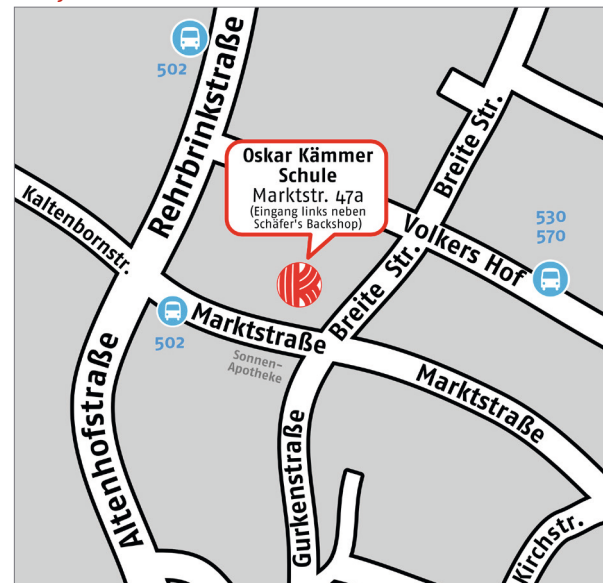 502
Rehrbrinkstraße
Breite Str.
Oskar Kämmer
Schule
Marktstr. 47a
(Eingang links neben
Schäfer's Backshop)
Kaltenbornstr.
Volkers Hof
530
570
Breite Str.
502
Marktstraße
Sonnen-
Apotheke
Marktstraße
Altenhofstraße
Gurkenstraße
Kirchstr.